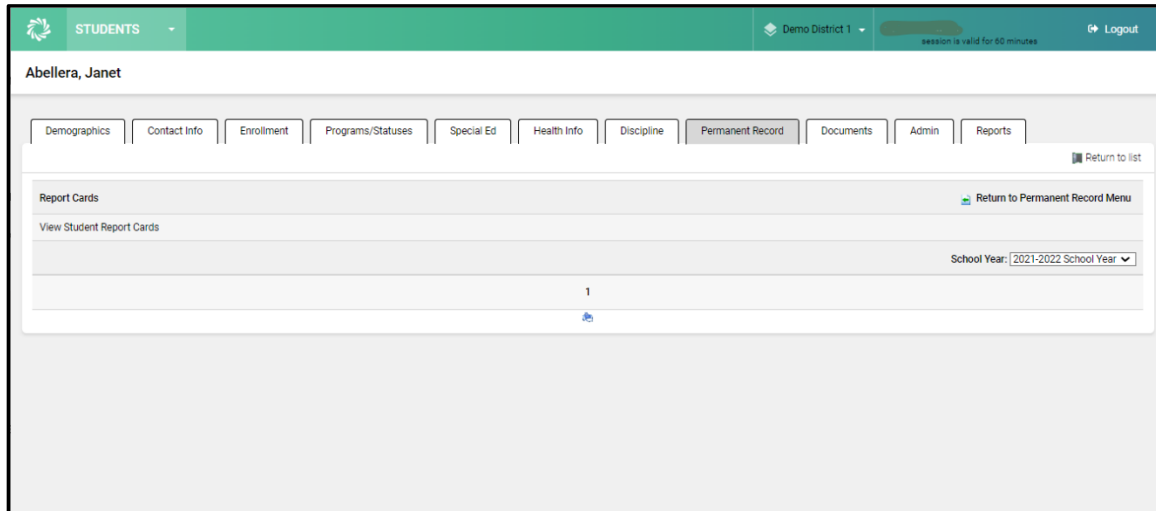 STUDENTS
Demo District 1
session is valid for 60 minutes
Logout
Abellera, Janet
Demographics Contact Info Enrollment Programs/Statuses Special Ed Health Info Discipline Permanent Record Documents Admin Reports
Return to list
Report Cards Return to Permanent Record Menu
View Student Report Cards
School Year: 2021-2022 School Year
1